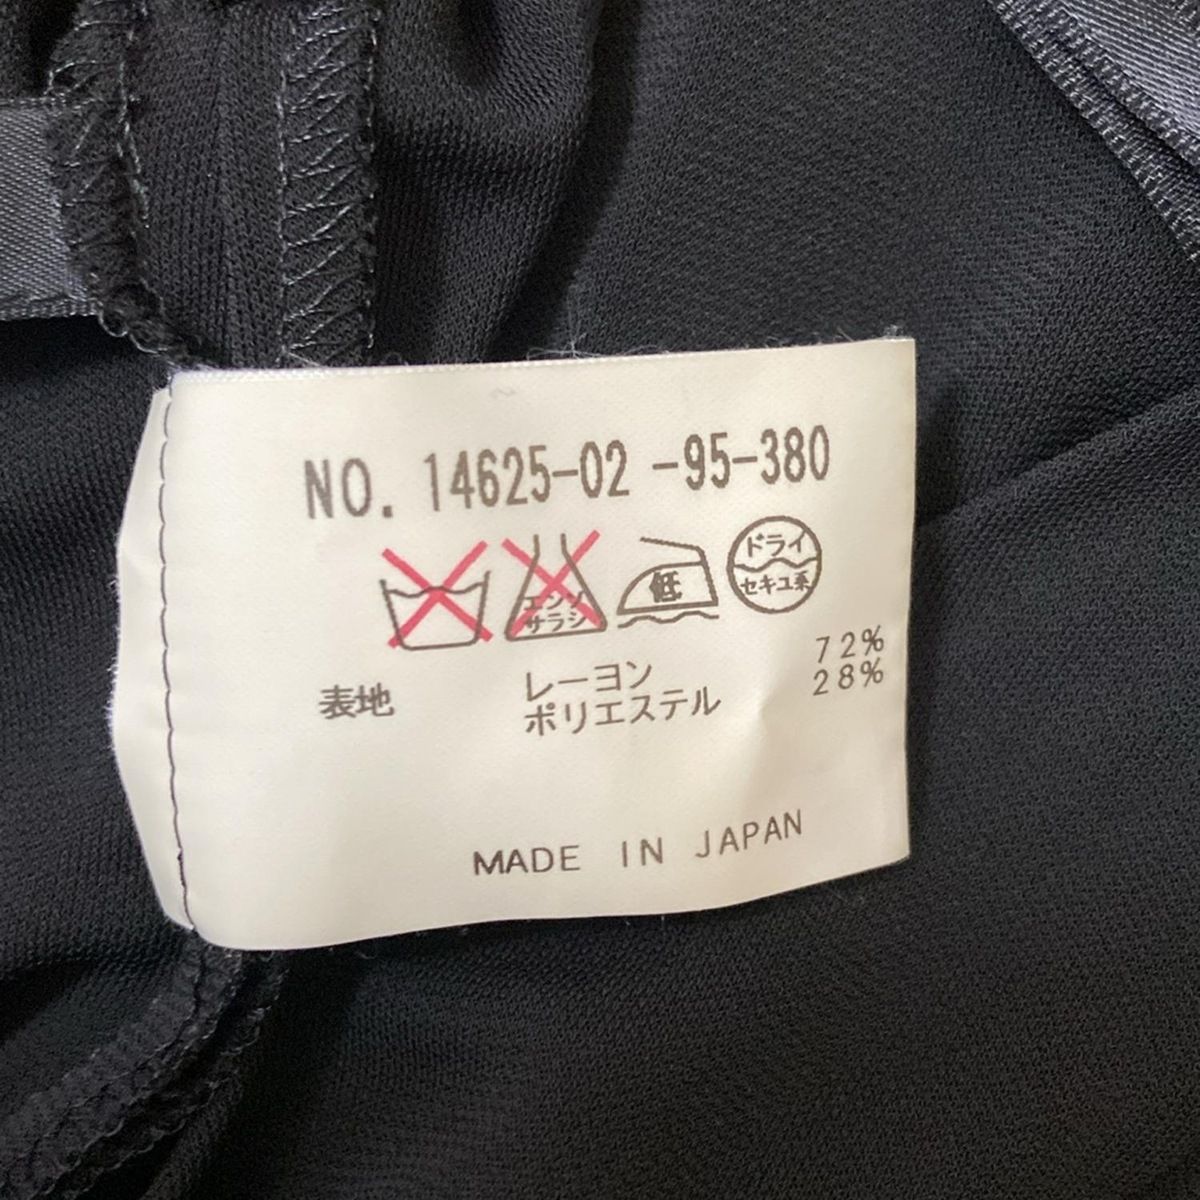 NO. 14625-02 -95-380
エンソ
サラシ
低
ドライ
セキユ系
表地 レーヨン 72%
ポリエステル 28%
MADE IN JAPAN